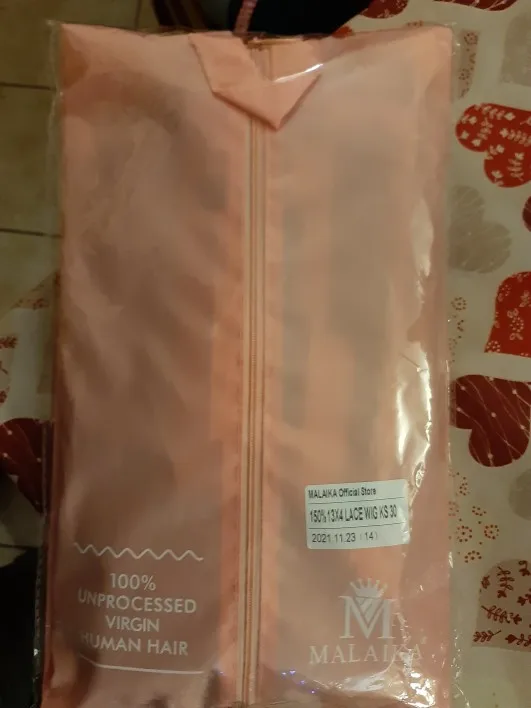 MALAIKA Official Store
150% 13X4 LACE WIG KS 30
2021.11.23 (14)
100%
UNPROCESSED
VIRGIN
HUMAN HAIR
M
MALAIKA